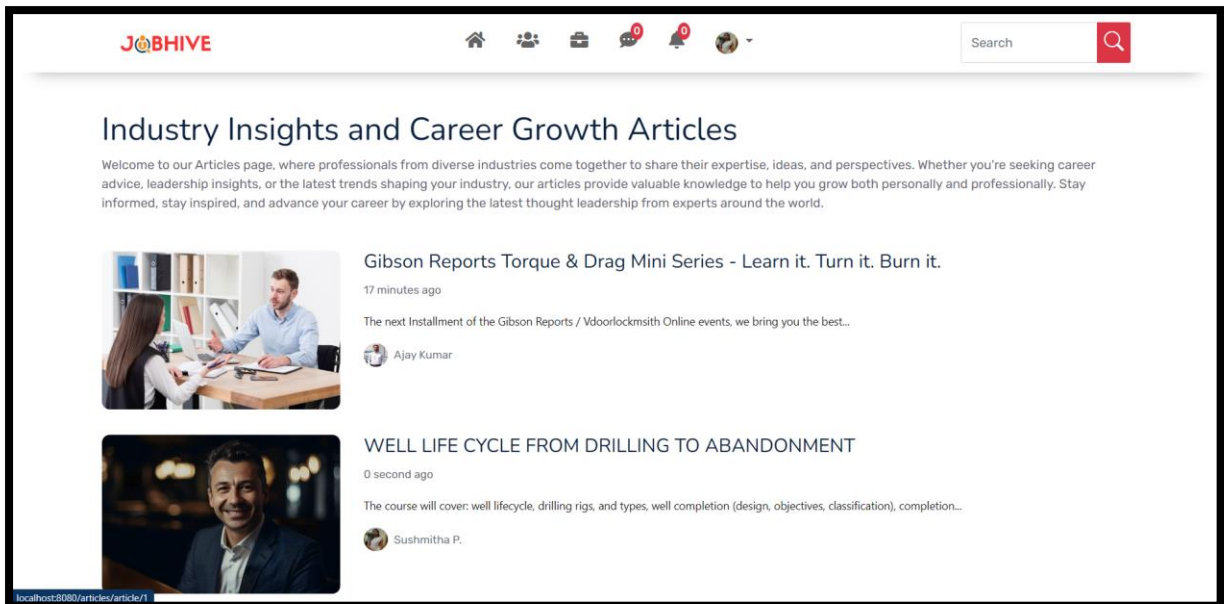 JOBHIVE
0
0
Search
Industry Insights and Career Growth Articles
Welcome to our Articles page, where professionals from diverse industries come together to share their expertise, ideas, and perspectives. Whether you're seeking career
advice, leadership insights, or the latest trends shaping your industry, our articles provide valuable knowledge to help you grow both personally and professionally. Stay
informed, stay inspired, and advance your career by exploring the latest thought leadership from experts around the world.
Gibson Reports Torque & Drag Mini Series - Learn it. Turn it. Burn it.
17 minutes ago
The next Installment of the Gibson Reports / Vdoorlockmsith Online events, we bring you the best...
Ajay Kumar
WELL LIFE CYCLE FROM DRILLING TO ABANDONMENT
0 second ago
The course will cover: well lifecycle, drilling rigs, and types, well completion (design, objectives, classification), completion...
Sushmitha P.
localhost:8080/articles/article/1